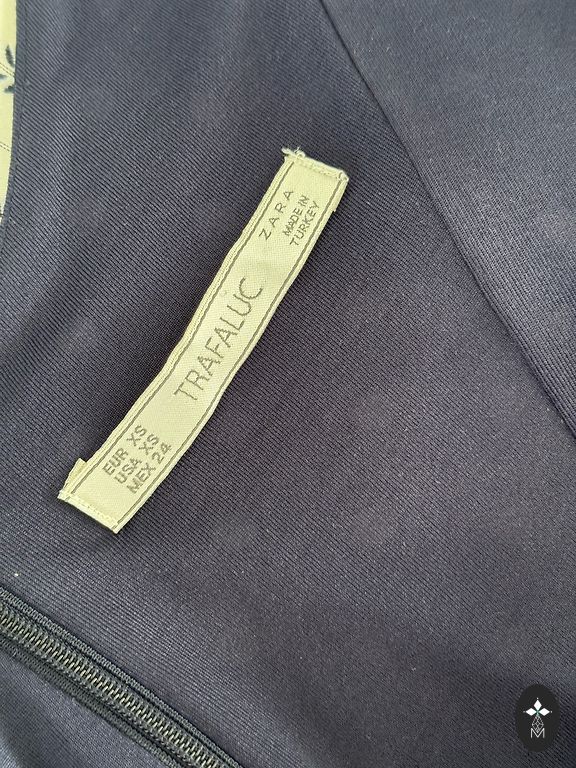 EUR XS
USA XS
MEX 24
TRAFALUC
ZARA
MADE IN
TURKEY
M